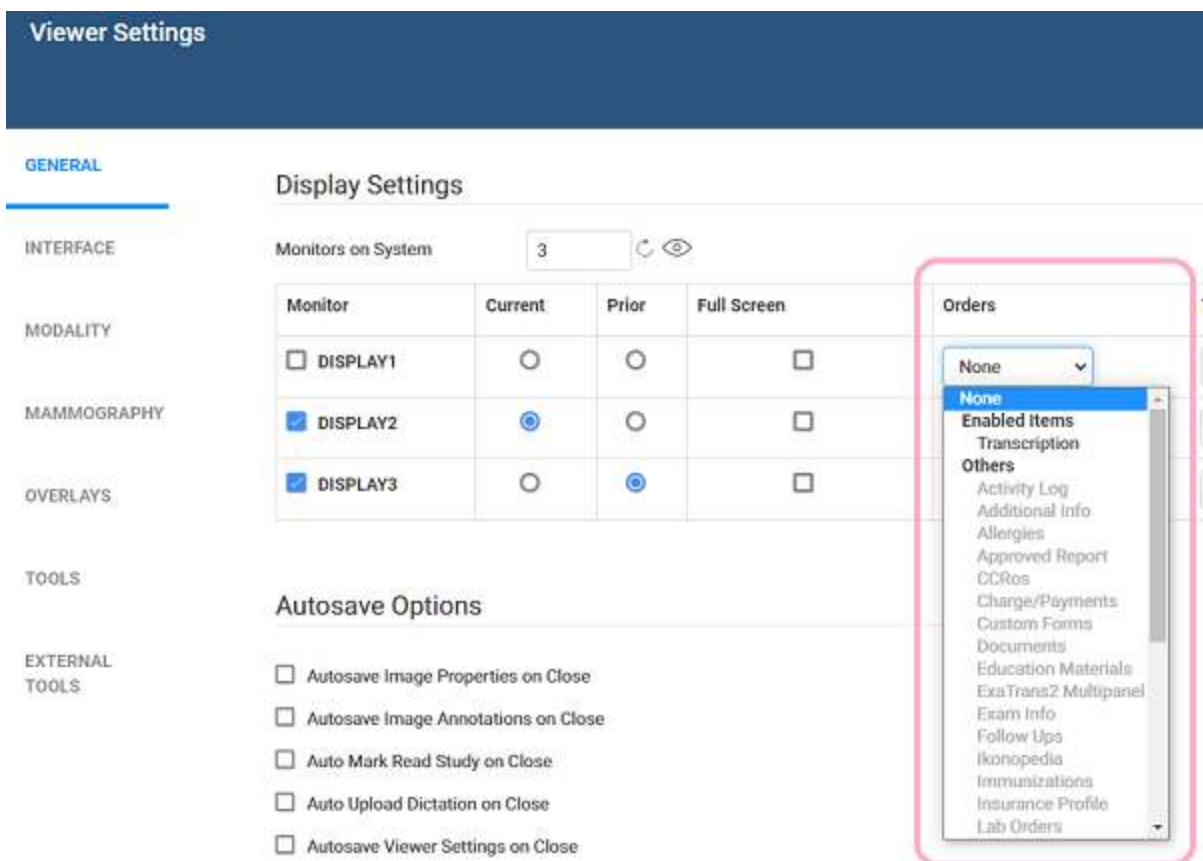 Viewer Settings
GENERAL
INTERFACE
MODALITY
MAMMOGRAPHY
OVERLAYS
TOOLS
EXTERNAL
TOOLS
Display Settings
Monitors on System 3
Monitor Current Prior Full Screen Orders
DISPLAY1 None
DISPLAY2
DISPLAY3
None
Enabled Items
Transcription
Others
Activity Log
Additional Info
Allergies
Approved Report
CCRos
Charge/Payments
Custom Forms
Documents
Education Materials
ExaTrans2 Multipanel
Exam Info
Follow Ups
Ikonopedia
Immunizations
Insurance Profile
Lab Orders
Autosave Options
Autosave Image Properties on Close
Autosave Image Annotations on Close
Auto Mark Read Study on Close
Auto Upload Dictation on Close
Autosave Viewer Settings on Close